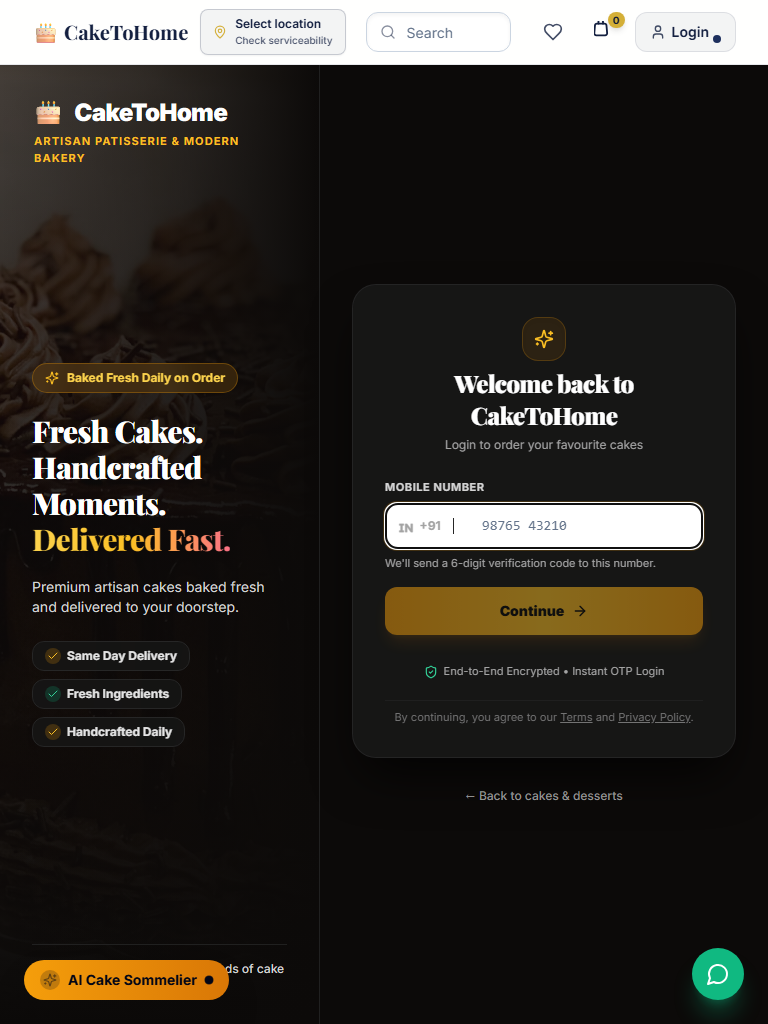 CakeToHome
Select location
Check serviceability
Search
0
Login
CakeToHome
ARTISAN PATISSERIE & MODERN
BAKERY
Baked Fresh Daily on Order
Fresh Cakes.
Handcrafted
Moments.
Delivered Fast.
Premium artisan cakes baked fresh
and delivered to your doorstep.
Same Day Delivery
Fresh Ingredients
Handcrafted Daily
ds of cake
AI Cake Sommelier
Welcome back to
CakeToHome
Login to order your favourite cakes
MOBILE NUMBER
IN +91 98765 43210
We'll send a 6-digit verification code to this number.
Continue →
End-to-End Encrypted • Instant OTP Login
By continuing, you agree to our Terms and Privacy Policy.
← Back to cakes & desserts